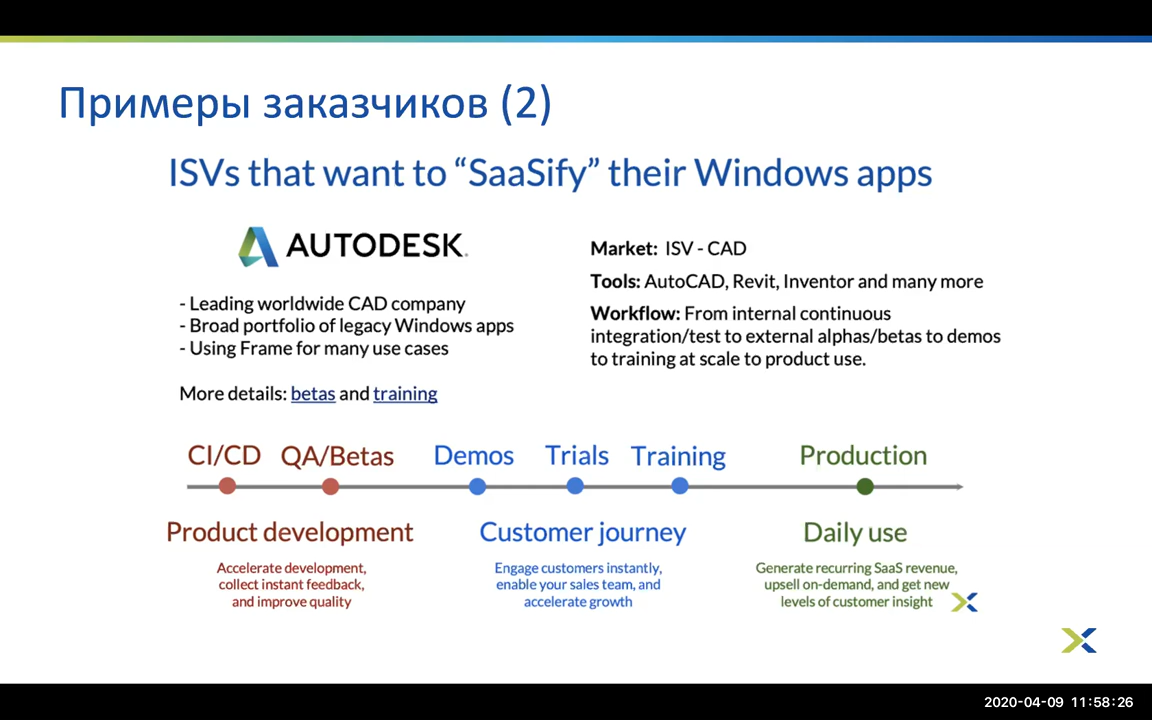 Примеры заказчиков (2)
ISVs that want to “SaaSify” their Windows apps
AUTODESK.
- Leading worldwide CAD company
- Broad portfolio of legacy Windows apps
- Using Frame for many use cases
More details: betas and training
Market: ISV - CAD
Tools: AutoCAD, Revit, Inventor and many more
Workflow: From internal continuous
integration/test to external alphas/betas to demos
to training at scale to product use.
CI/CD QA/Betas Demos Trials Training Production
Product development
Accelerate development,
collect instant feedback,
and improve quality
Customer journey
Engage customers instantly,
enable your sales team, and
accelerate growth
Daily use
Generate recurring SaaS revenue,
upsell on-demand, and get new
levels of customer insight
2020-04-09 11:58:26